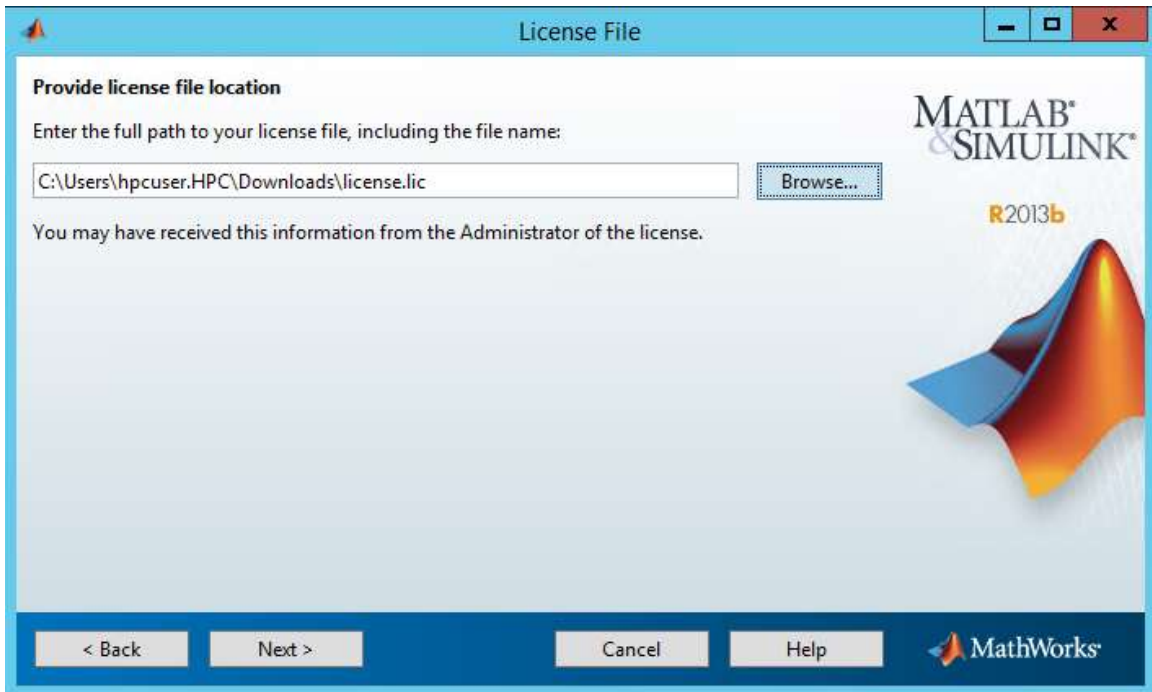 License File
Provide license file location
Enter the full path to your license file, including the file name:
C:\Users\hpcuser.HPC\Downloads\license.lic
Browse...
You may have received this information from the Administrator of the license.
MATLAB®
&SIMULINK®
R2013b
< Back
Next >
Cancel
Help
MathWorks®